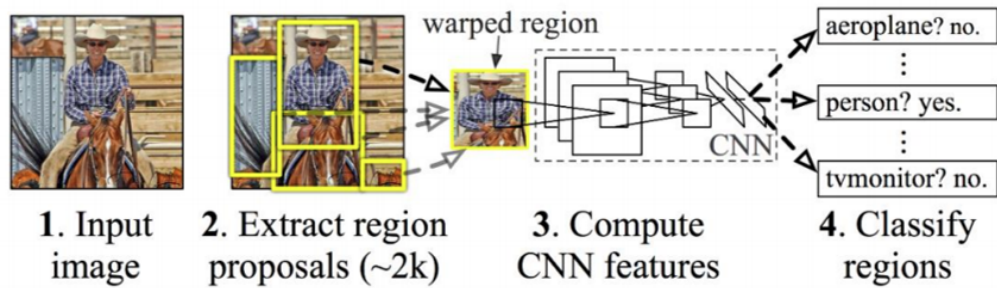 warped region
aeroplane? no.
⋮
person? yes.
CNN
⋮
tvmonitor? no.
1. Input
image
2. Extract region
proposals (~2k)
3. Compute
CNN features
4. Classify
regions